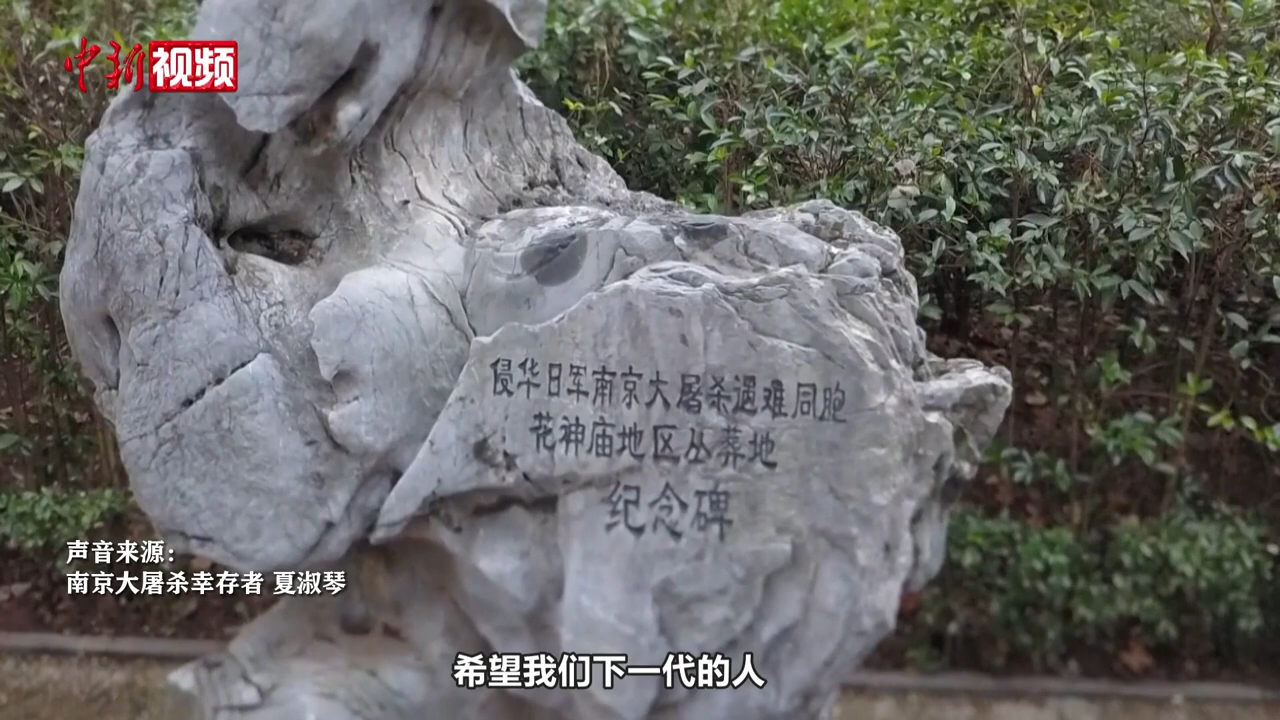 中新视频
侵华日军南京大屠杀遇难同胞
花神庙地区丛葬地
纪念碑
声音来源：
南京大屠杀幸存者 夏淑琴
希望我们下一代的人